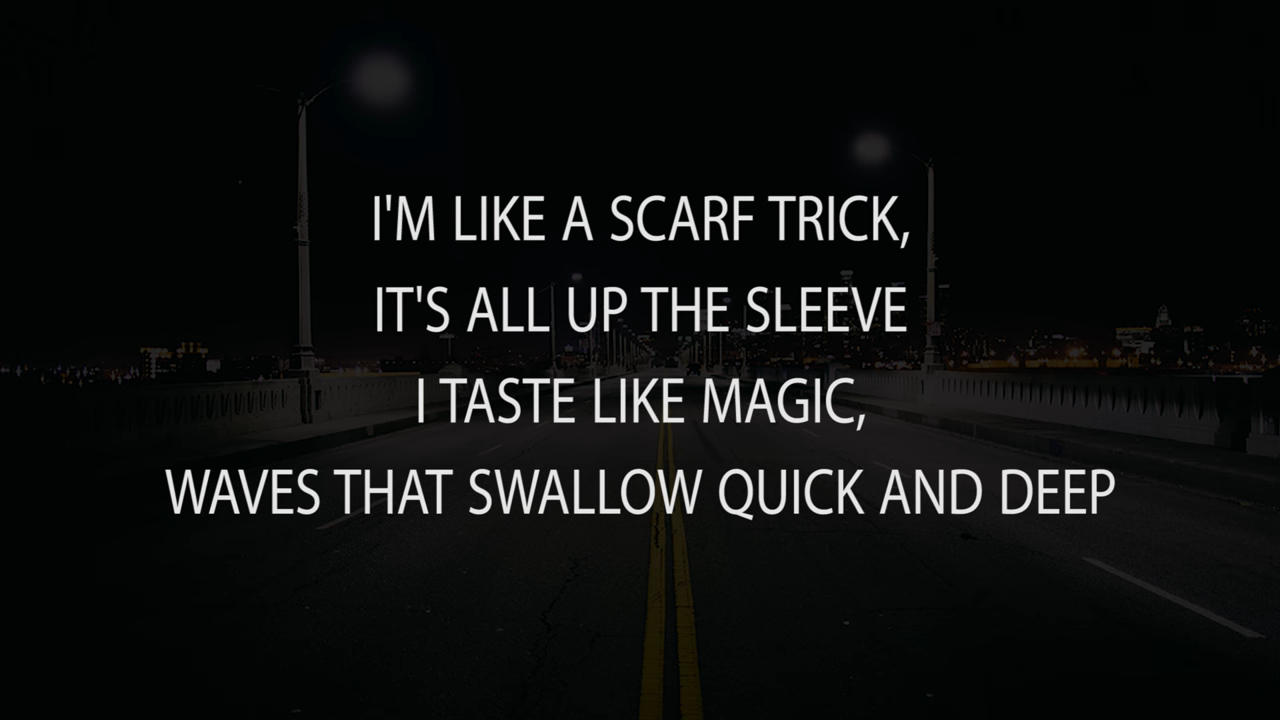 I'M LIKE A SCARF TRICK,
IT'S ALL UP THE SLEEVE
I TASTE LIKE MAGIC,
WAVES THAT SWALLOW QUICK AND DEEP